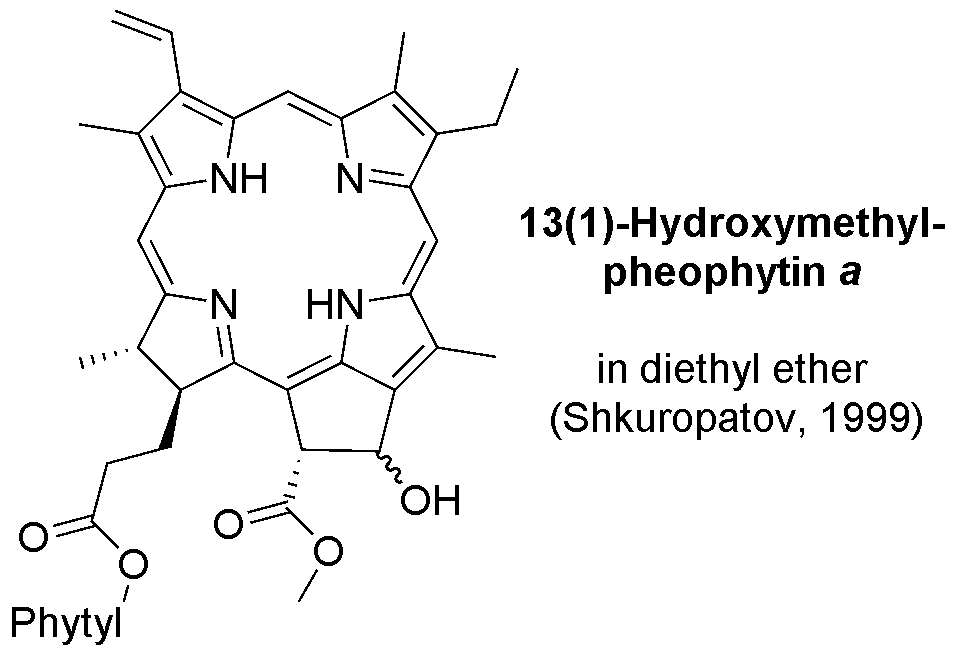 NH
N
13(1)-Hydroxymethyl-
pheophytin a
N
HN
in diethyl ether
(Shkuropatov, 1999)
OH
O
O
O
O
Phytyl